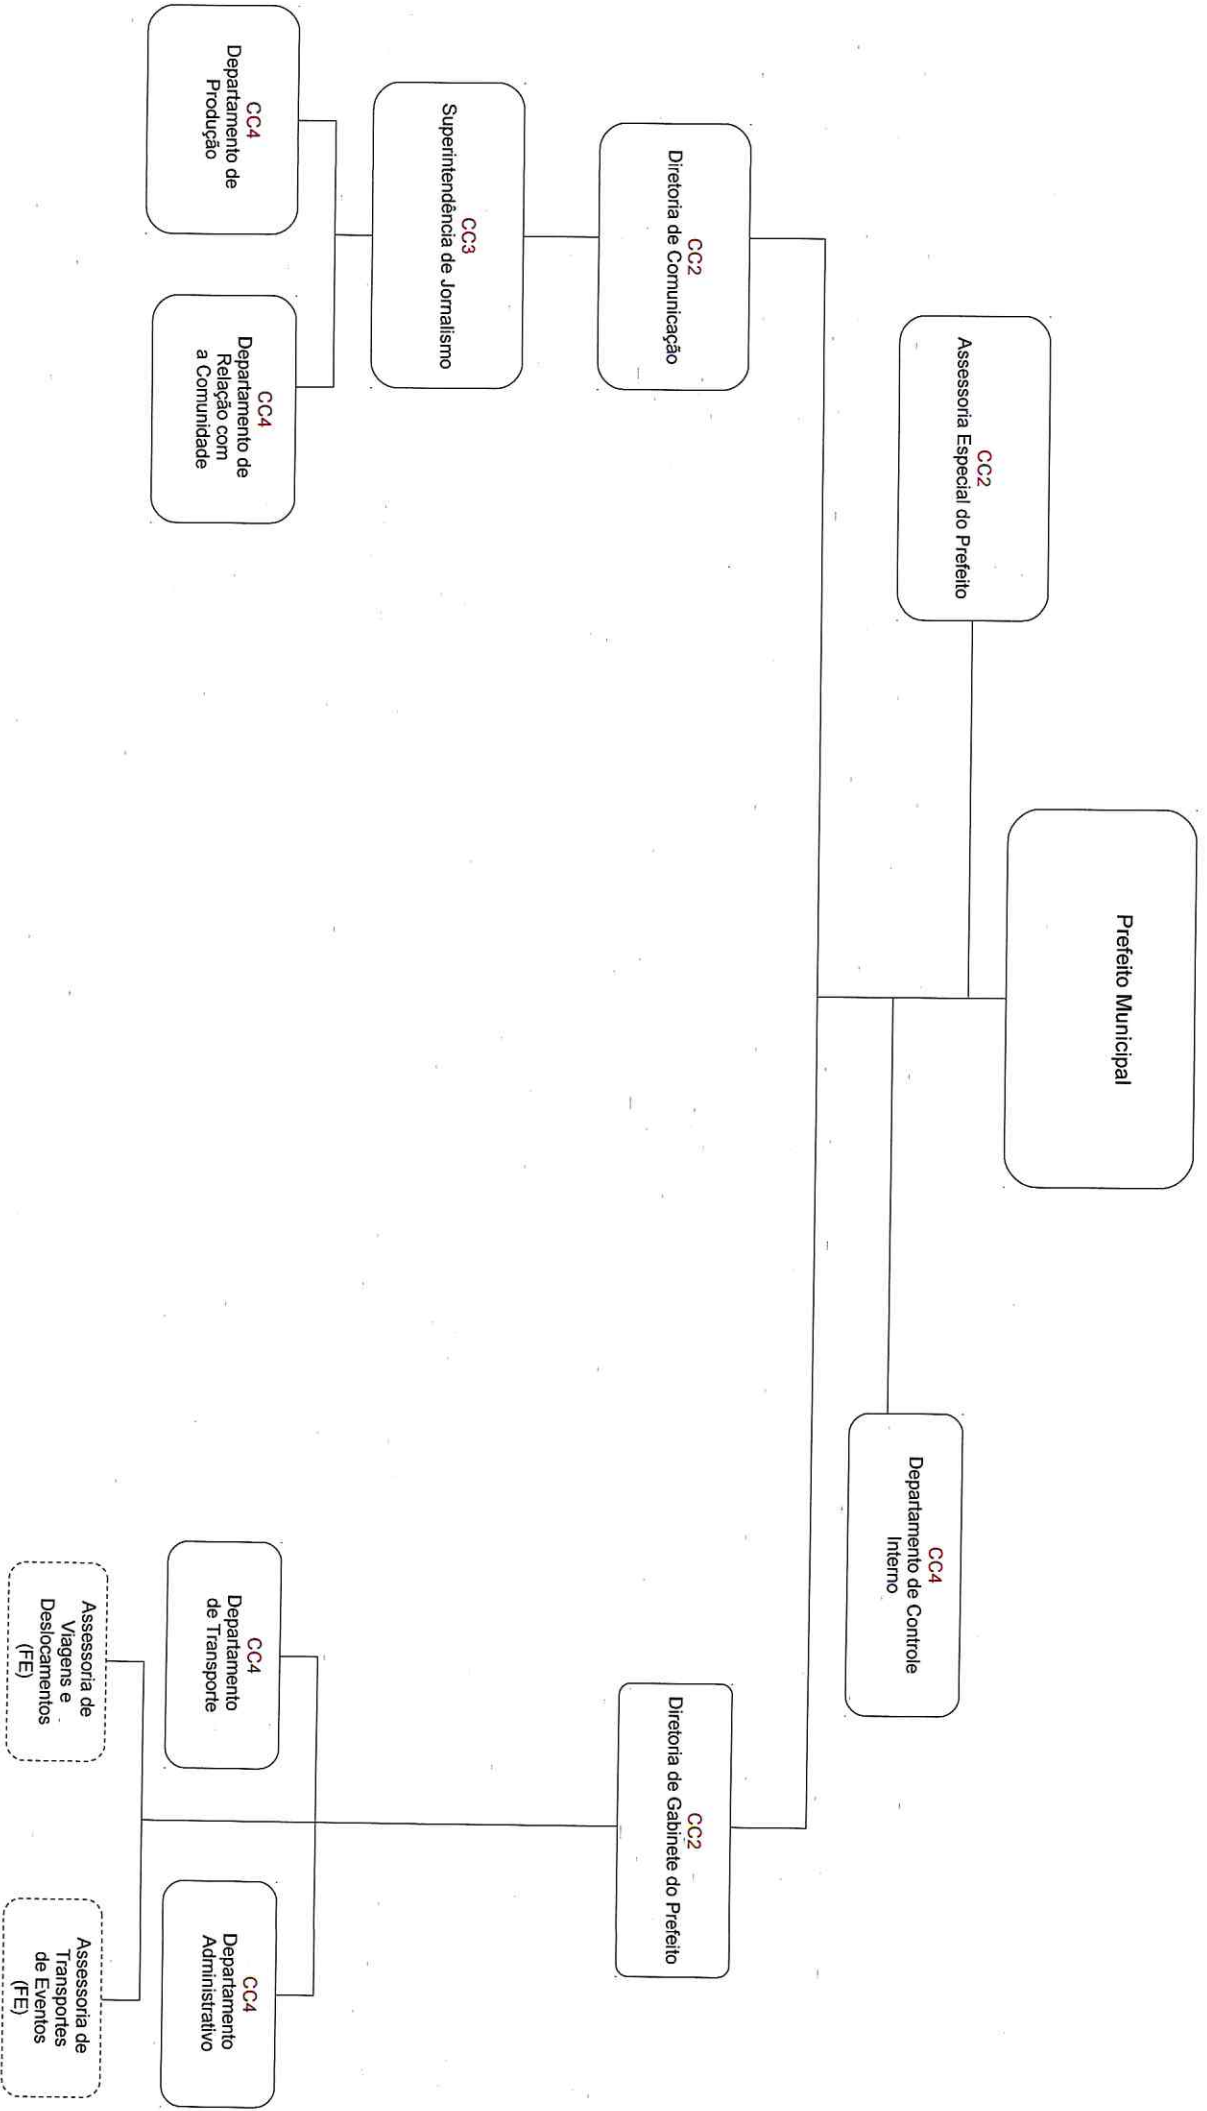 Prefeito Municipal
CC2
Assessoria Especial do Prefeito
CC4
Departamento de Controle
Interno
CC2
Diretoria de Comunicação
CC2
Diretoria de Gabinete do Prefeito
CC3
Superintendência de Jornalismo
CC4
Departamento de
Produção
CC4
Departamento de
Relação com
a Comunidade
CC4
Departamento
de Transporte
CC4
Departamento
Administrativo
Assessoria de
Viagens e
Deslocamentos
(FE)
Assessoria de
Transportes
de Eventos
(FE)